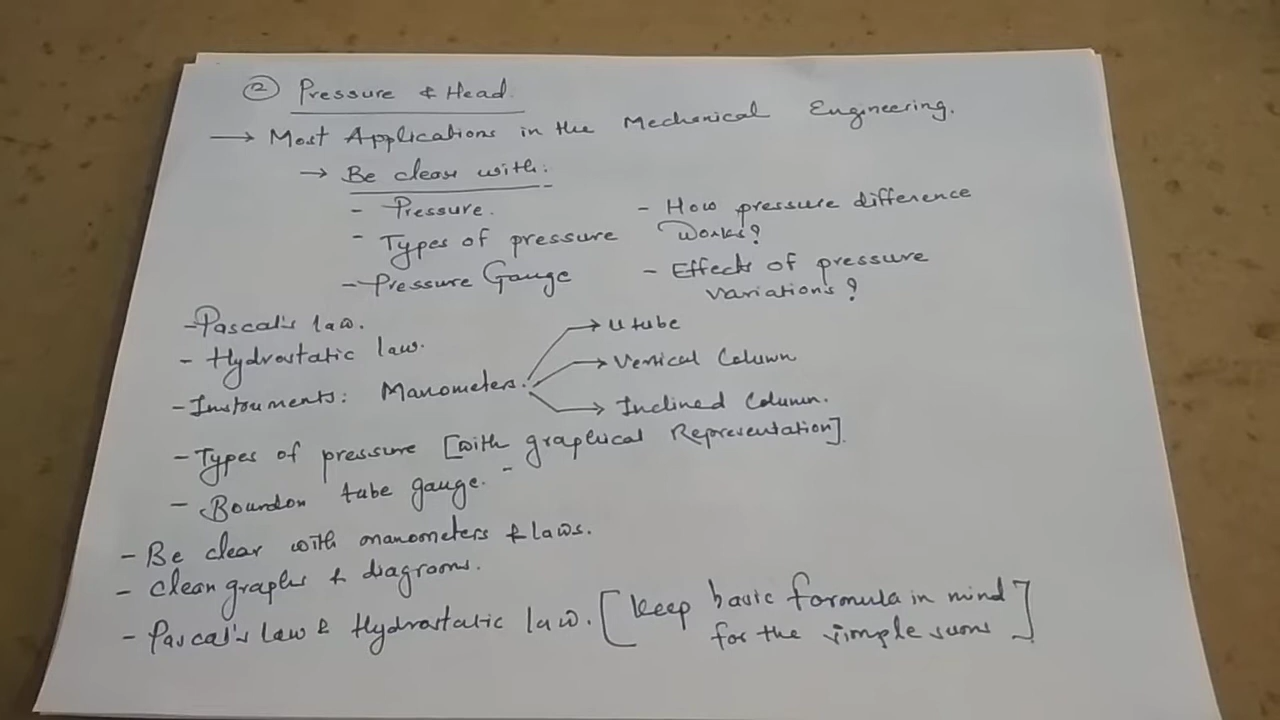 ② Pressure & Head.
→ Most Applications in the Mechanical Engineering.
→ Be clear with:
- Pressure.
- Types of pressure
- Pressure Gauge
- How pressure difference
works?
- Effects of pressure
variations?
- Pascal's law.
- Hydrostatic law.
- Instruments: Manometers.
→ U tube
→ Vertical Column
→ Inclined Column.
- Types of pressure [with graphical Representation].
- Bourdon tube gauge.
- Be clear with manometers & laws.
- Clean graphs & diagrams.
- Pascal's law & Hydrostatic law. [Keep basic formula in mind
for the simple sums]